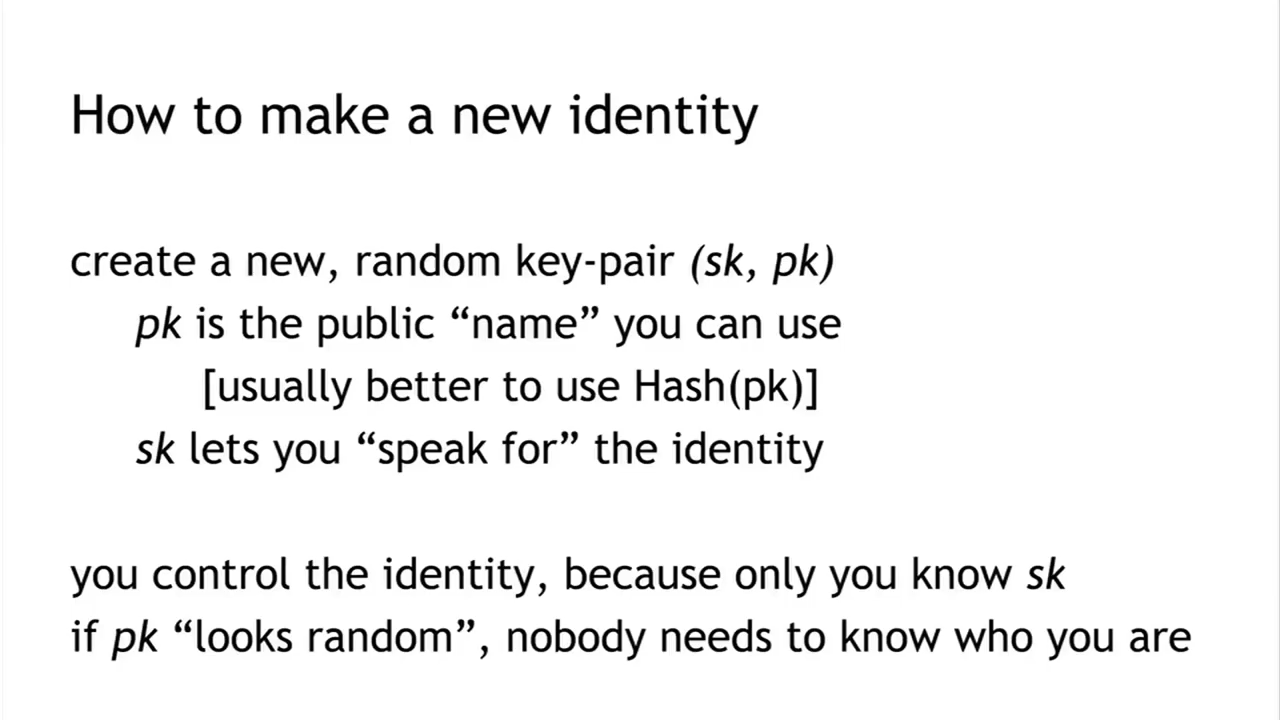 How to make a new identity
create a new, random key-pair (sk, pk)
pk is the public “name” you can use
[usually better to use Hash(pk)]
sk lets you “speak for” the identity
you control the identity, because only you know sk
if pk “looks random”, nobody needs to know who you are